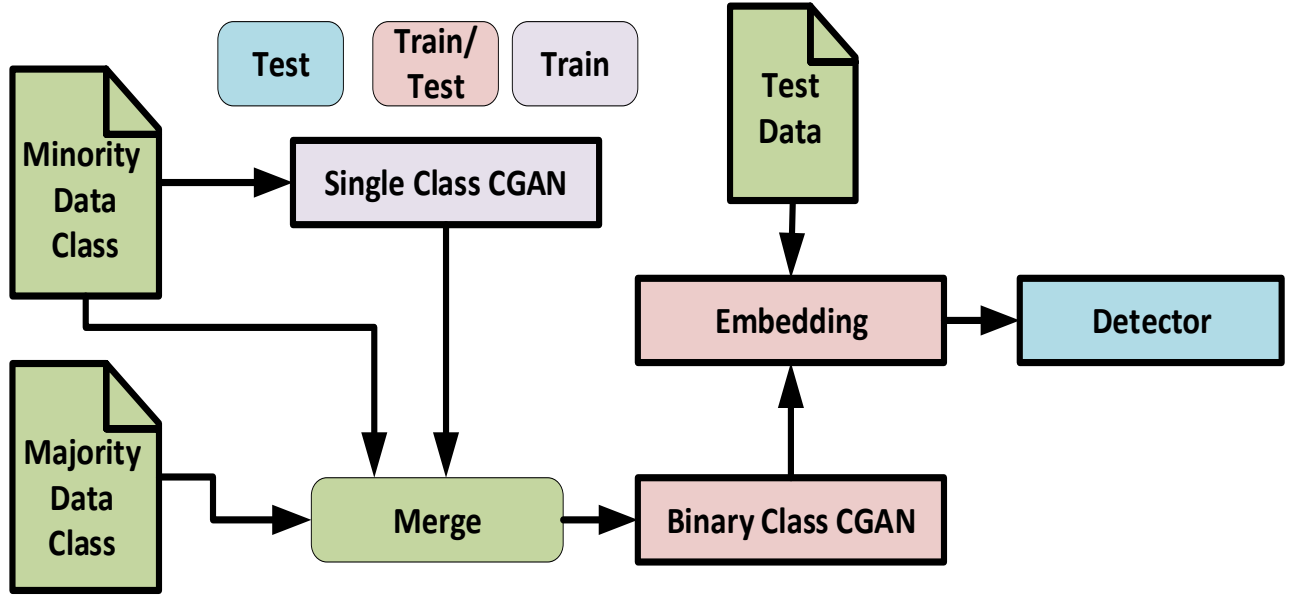 Test
Train/
Test
Train
Test
Data
Minority
Data
Class
Single Class CGAN
Embedding
Detector
Majority
Data
Class
Merge
Binary Class CGAN